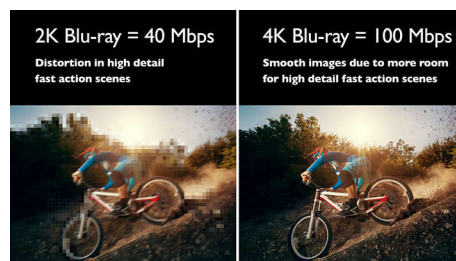 2K Blu-ray = 40 Mbps
Distortion in high detail
fast action scenes
4K Blu-ray = 100 Mbps
Smooth images due to more room
for high detail fast action scenes